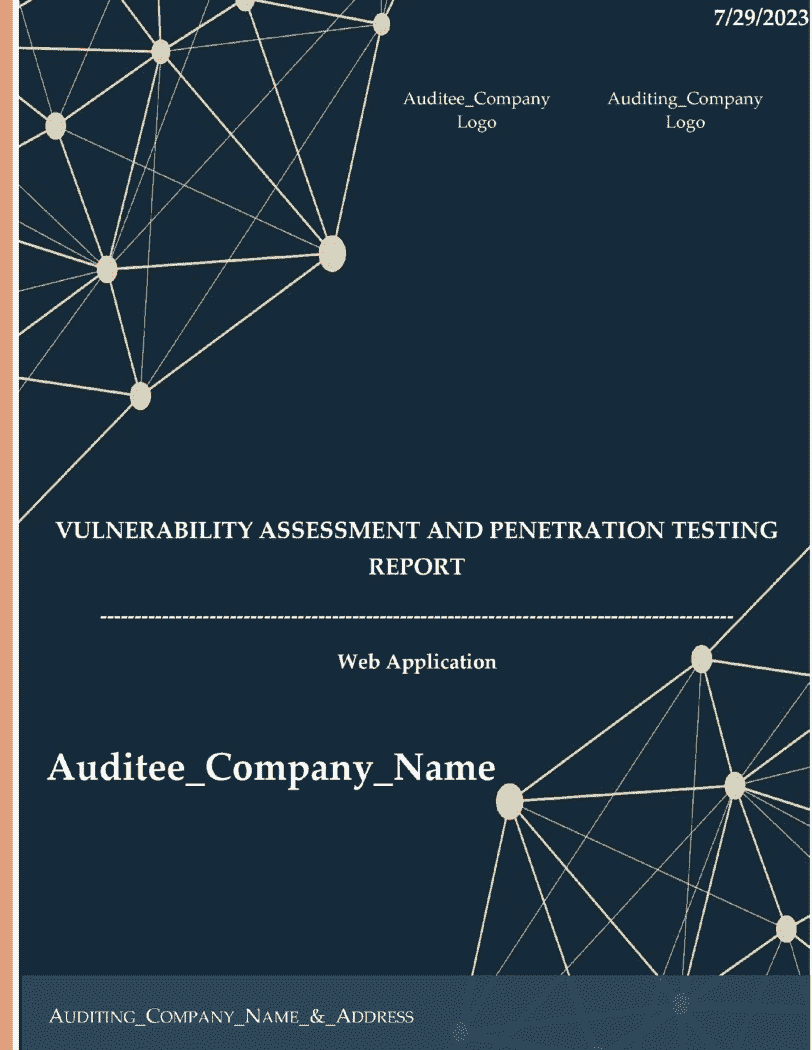 7/29/2023
Auditee_Company Auditing_Company
Logo Logo
VULNERABILITY ASSESSMENT AND PENETRATION TESTING
REPORT
--------------------------------------------------------------------------------------------
Web Application
Auditee_Company_Name
AUDITING_COMPANY_NAME_&_ADDRESS